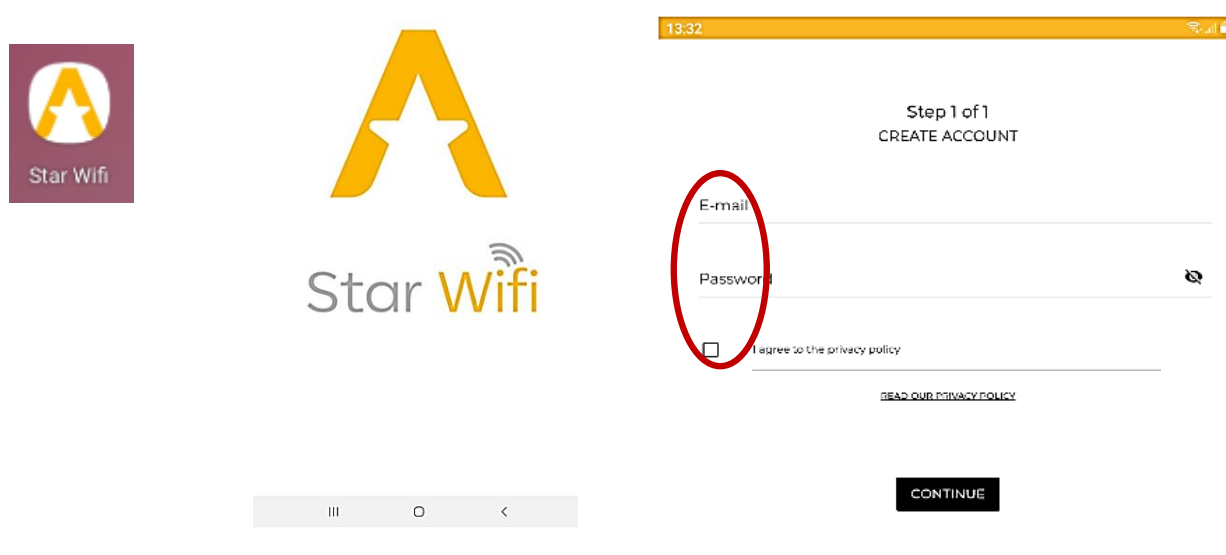 Star Wifi
Star Wifi
13:32
Step 1 of 1
CREATE ACCOUNT
E-mail
Password
I agree to the privacy policy
READ OUR PRIVACY POLICY
CONTINUE